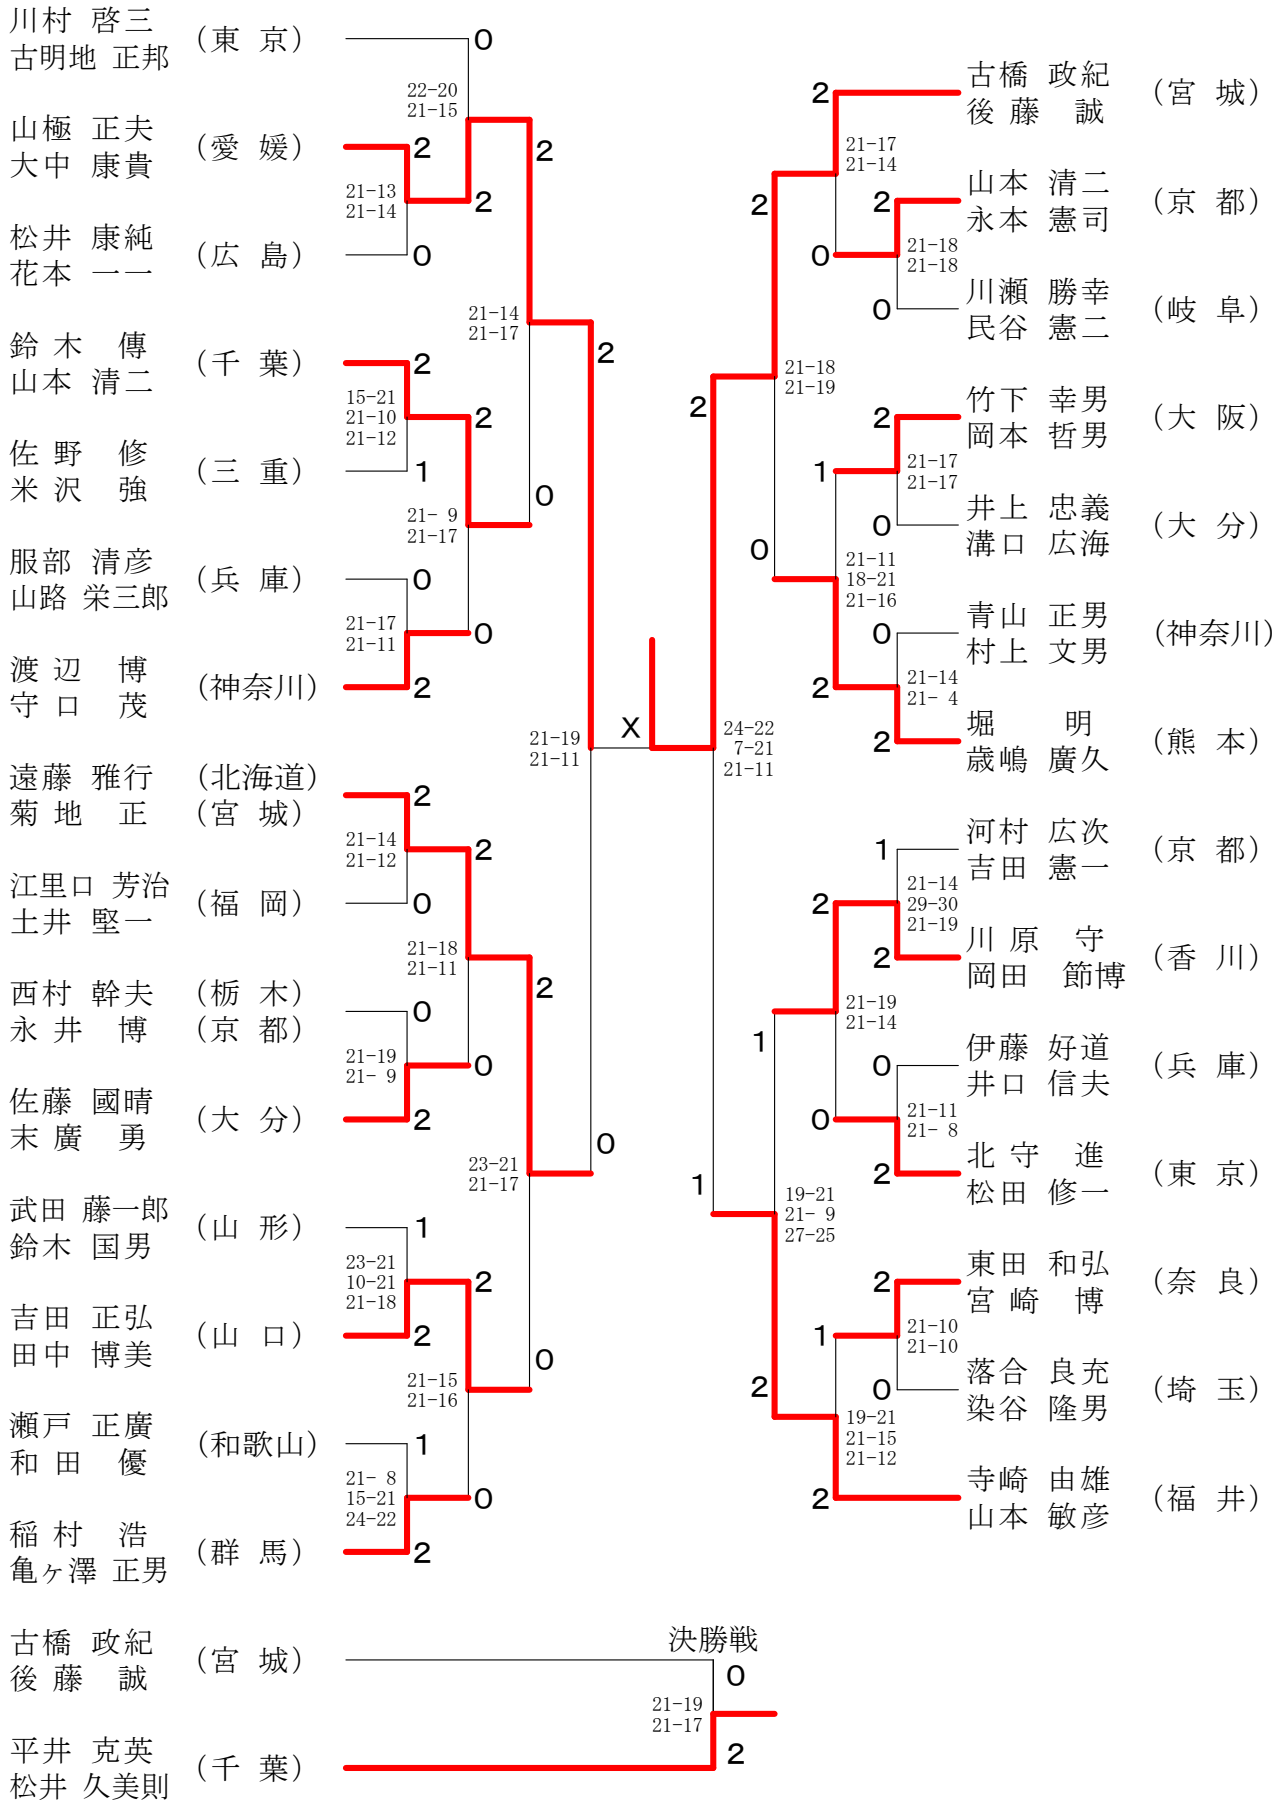 川村 啓三
古明地 正邦
(東 京)
0
22-20
21-15
山極 正夫
大中 康貴
(愛 媛)
2
2
21-13
21-14
2
松井 康純
花本 一一
(広 島)
0
21-14
21-17
2
鈴木 傳
山本 清二
(千 葉)
2
15-21
21-10
21-12
2
佐野 修
米沢 強
(三 重)
1
0
21- 9
21-17
服部 清彦
山路 栄三郎
(兵 庫)
0
21-17
21-11
0
渡辺 博
守口 茂
(神奈川)
2
21-19
21-11
X
遠藤 雅行
菊地 正
(北海道)
(宮 城)
2
21-14
21-12
2
江里口 芳治
土井 堅一
(福 岡)
0
21-18
21-11
2
西村 幹夫
永井 博
(栃 木)
(京 都)
0
21-19
21- 9
0
佐藤 國晴
末廣 勇
(大 分)
2
0
23-21
21-17
武田 藤一郎
鈴木 国男
(山 形)
1
23-21
10-21
21-18
2
吉田 正弘
田中 博美
(山 口)
2
0
21-15
21-16
瀬戸 正廣
和田 優
(和歌山)
1
21- 8
15-21
24-22
0
稲村 浩
亀ヶ澤 正男
(群 馬)
2
2
古橋 政紀
後藤 誠
(宮 城)
21-17
21-14
2
2
山本 清二
永本 憲司
(京 都)
0
21-18
21-18
0
川瀬 勝幸
民谷 憲二
(岐 阜)
21-18
21-19
2
2
竹下 幸男
岡本 哲男
(大 阪)
1
21-17
21-17
0
井上 忠義
溝口 広海
(大 分)
0
21-11
18-21
21-16
0
青山 正男
村上 文男
(神奈川)
2
21-14
21- 4
2
堀 明
歳嶋 廣久
(熊 本)
24-22
7-21
21-11
1
河村 広次
吉田 憲一
(京 都)
2
21-14
29-30
21-19
2
川原 守
岡田 節博
(香 川)
21-19
21-14
1
0
伊藤 好道
井口 信夫
(兵 庫)
0
21-11
21- 8
2
北守 進
松田 修一
(東 京)
1
19-21
21- 9
27-25
2
東田 和弘
宮崎 博
(奈 良)
1
21-10
21-10
0
落合 良充
染谷 隆男
(埼 玉)
2
19-21
21-15
21-12
2
寺崎 由雄
山本 敏彦
(福 井)
決勝戦
古橋 政紀
後藤 誠
(宮 城)
0
21-19
21-17
平井 克英
松井 久美則
(千 葉)
2